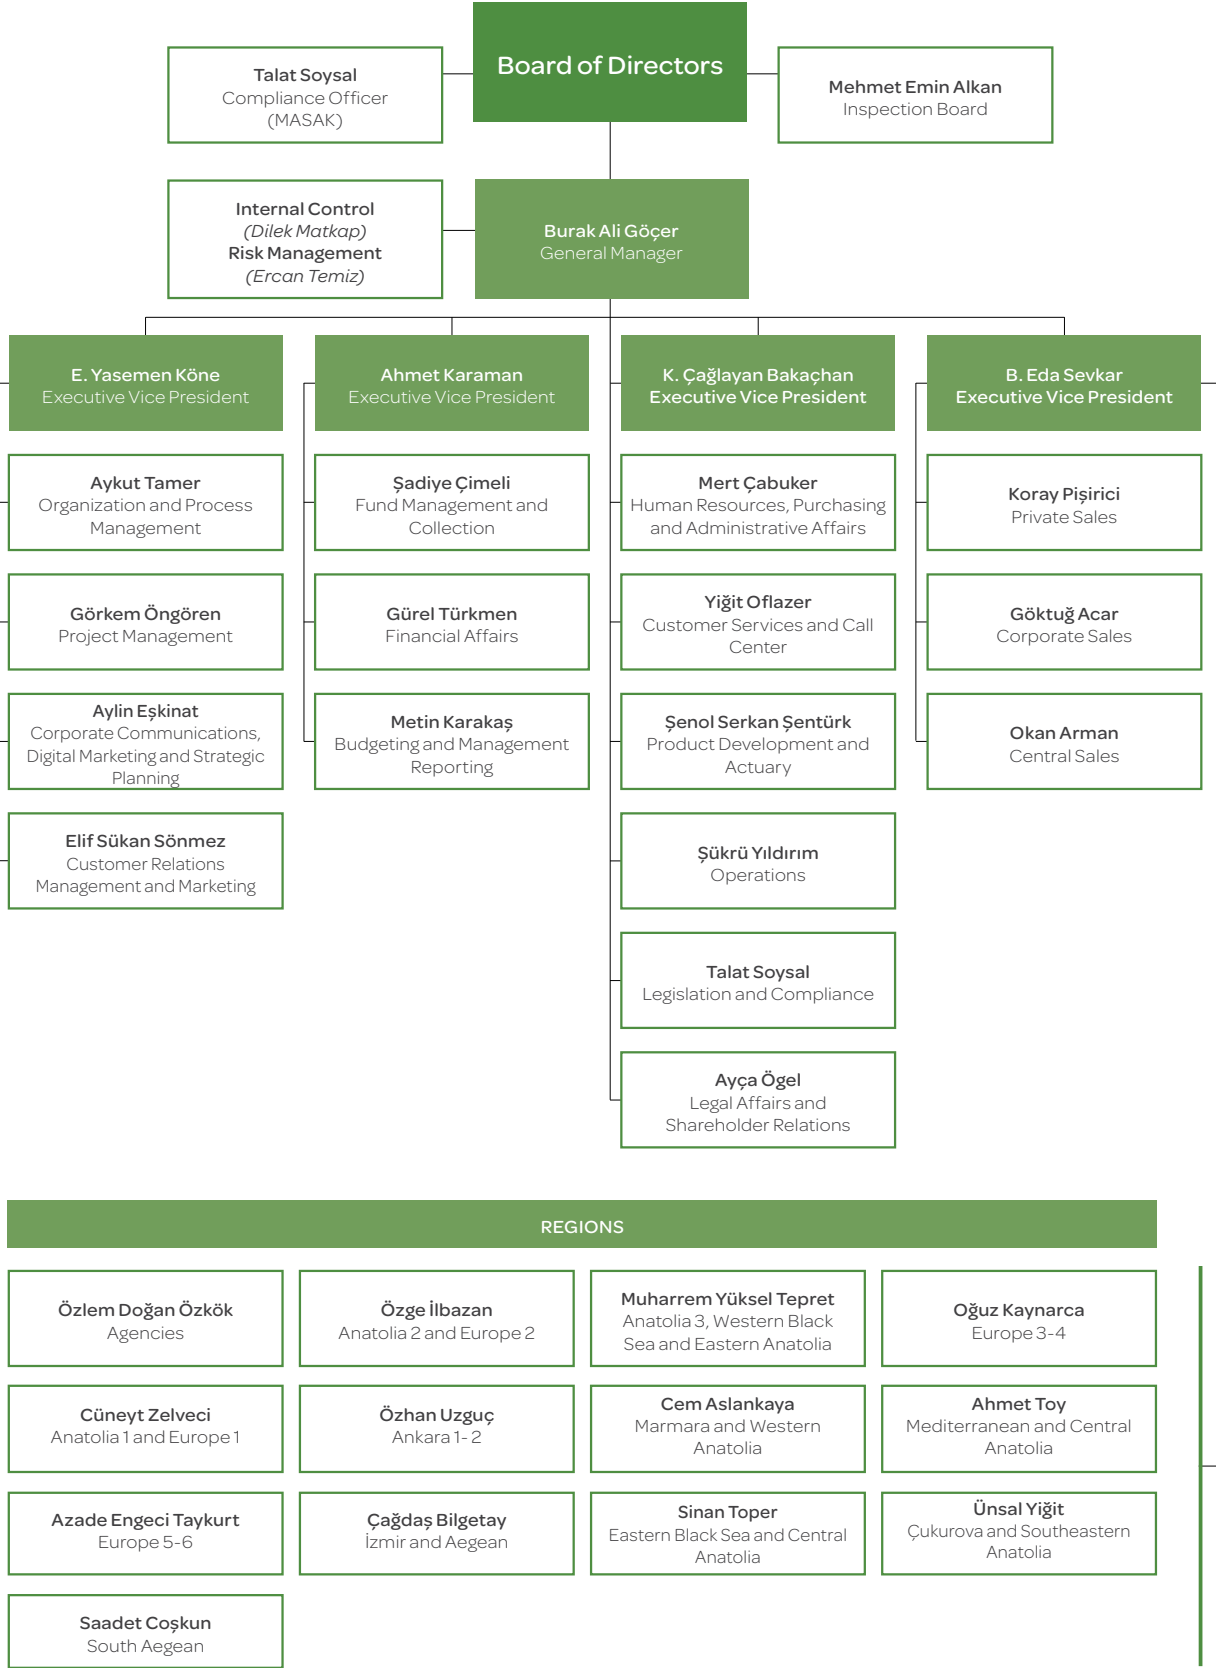 Board of Directors
Talat Soysal
Compliance Officer
(MASAK)
Mehmet Emin Alkan
Inspection Board
Internal Control
(Dilek Matkap)
Risk Management
(Ercan Temiz)
Burak Ali Göçer
General Manager
E. Yasemen Köne
Executive Vice President
Aykut Tamer
Organization and Process
Management
Görkem Öngören
Project Management
Aylin Eşkinat
Corporate Communications,
Digital Marketing and Strategic
Planning
Elif Sükan Sönmez
Customer Relations
Management and Marketing
Ahmet Karaman
Executive Vice President
Şadiye Çimeli
Fund Management and
Collection
Gürel Türkmen
Financial Affairs
Metin Karakaş
Budgeting and Management
Reporting
K. Çağlayan Bakaçhan
Executive Vice President
Mert Çabuker
Human Resources, Purchasing
and Administrative Affairs
Yiğit Oflazer
Customer Services and Call
Center
Şenol Serkan Şentürk
Product Development and
Actuary
Şükrü Yıldırım
Operations
Talat Soysal
Legislation and Compliance
Ayça Ögel
Legal Affairs and
Shareholder Relations
B. Eda Sevkar
Executive Vice President
Koray Pişirici
Private Sales
Göktuğ Acar
Corporate Sales
Okan Arman
Central Sales
REGIONS
Özlem Doğan Özkök
Agencies
Özge İlbazan
Anatolia 2 and Europe 2
Muharrem Yüksel Tepret
Anatolia 3, Western Black
Sea and Eastern Anatolia
Oğuz Kaynarca
Europe 3-4
Cüneyt Zelveci
Anatolia 1 and Europe 1
Özhan Uzguç
Ankara 1- 2
Cem Aslankaya
Marmara and Western
Anatolia
Ahmet Toy
Mediterranean and Central
Anatolia
Azade Engeci Taykurt
Europe 5-6
Çağdaş Bilgetay
İzmir and Aegean
Sinan Toper
Eastern Black Sea and Central
Anatolia
Ünsal Yiğit
Çukurova and Southeastern
Anatolia
Saadet Coşkun
South Aegean